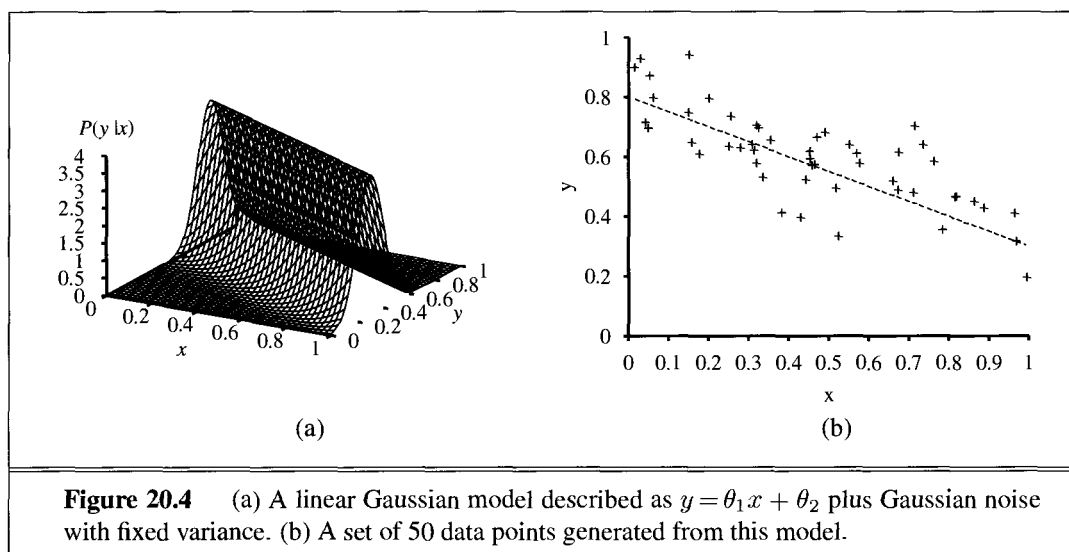 P(y |x)
4
3.5
3
2.5
2
1.5
1
0.5
0
0 0.2 0.4 0.6 0.8 1
x
0 0.2 0.4 0.6 0.8 1
y
(a)
1
0.8
0.6
0.4
0.2
0
y
0 0.1 0.2 0.3 0.4 0.5 0.6 0.7 0.8 0.9 1
x
(b)
Figure 20.4 (a) A linear Gaussian model described as y = θ₁x + θ₂ plus Gaussian noise
with fixed variance. (b) A set of 50 data points generated from this model.